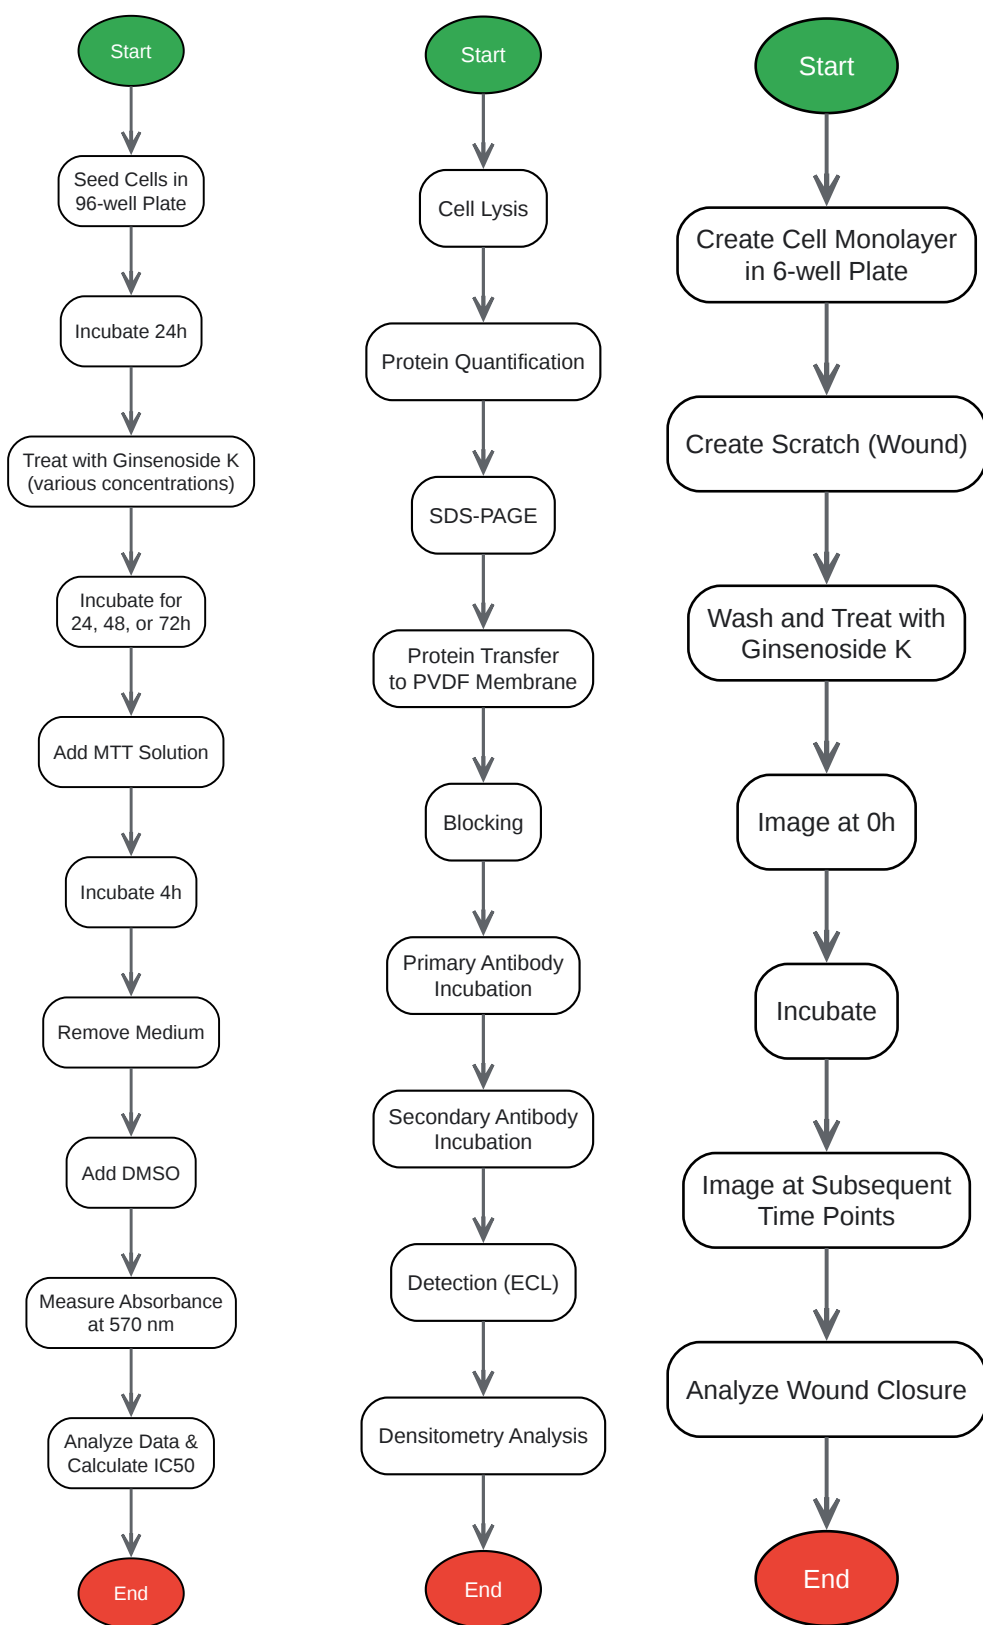 Start
Seed Cells in
96-well Plate
Incubate 24h
Treat with Ginsenoside K
(various concentrations)
Incubate for
24, 48, or 72h
Add MTT Solution
Incubate 4h
Remove Medium
Add DMSO
Measure Absorbance
at 570 nm
Analyze Data &
Calculate IC50
End
Start
Cell Lysis
Protein Quantification
SDS-PAGE
Protein Transfer
to PVDF Membrane
Blocking
Primary Antibody
Incubation
Secondary Antibody
Incubation
Detection (ECL)
Densitometry Analysis
End
Start
Create Cell Monolayer
in 6-well Plate
Create Scratch (Wound)
Wash and Treat with
Ginsenoside K
Image at 0h
Incubate
Image at Subsequent
Time Points
Analyze Wound Closure
End